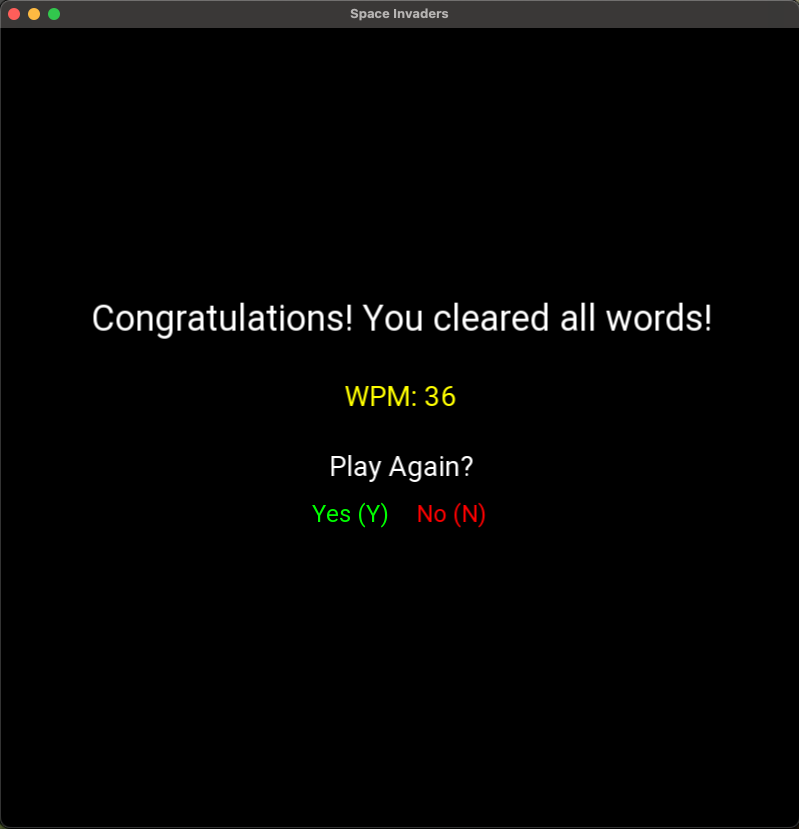 Space Invaders
Congratulations! You cleared all words!
WPM: 36
Play Again?
Yes (Y) No (N)